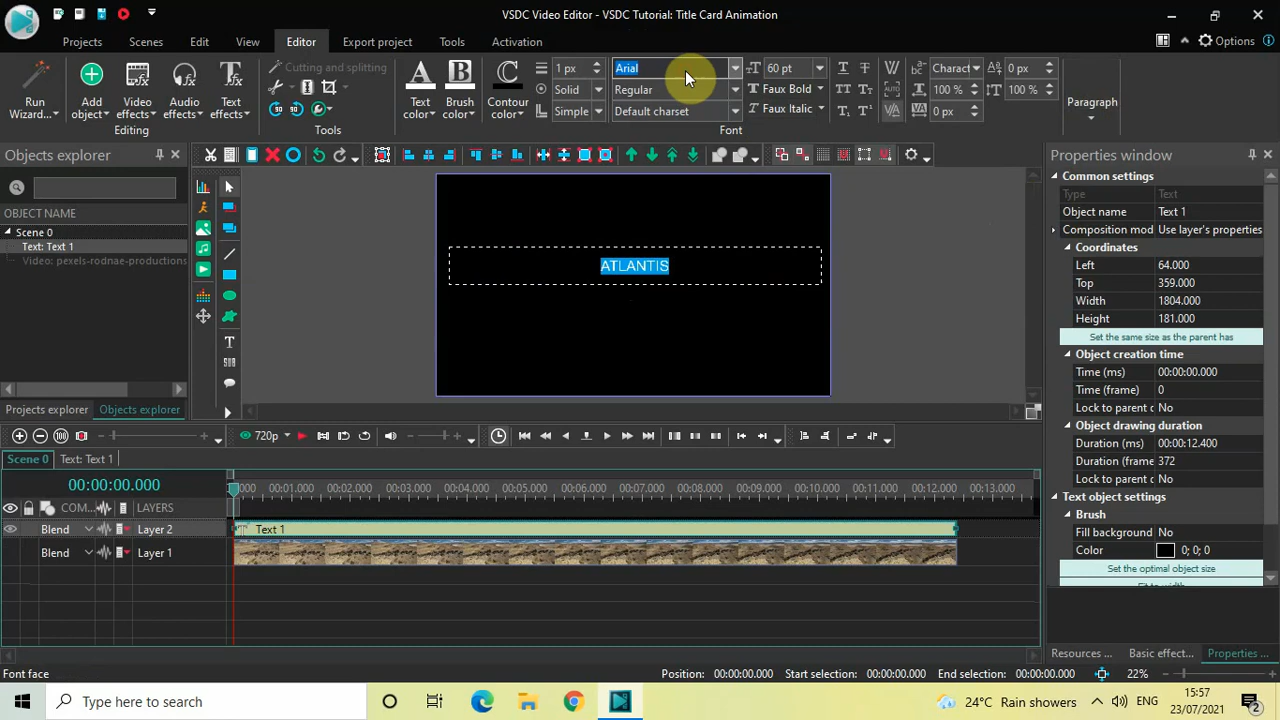 VSDC Video Editor - VSDC Tutorial: Title Card Animation
Projects Scenes Edit View Editor Export project Tools Activation Options
Run Wizard... Add object Video effects Audio effects Text effects
Editing
Cutting and splitting
Tools
Text color Brush color Contour color
1 px
Solid
Simple
Arial
Regular
Default charset
60 pt
Faux Bold
Faux Italic
Font
Charact 0 px
100 % 100 %
0 px
Paragraph
Objects explorer
OBJECT NAME
Scene 0
Text: Text 1
Video: pexels-rodnae-productions
Projects explorer Objects explorer
ATLANTIS
Properties window
Common settings
Type Text
Object name Text 1
Composition mod Use layer's properties
Coordinates
Left 64.000
Top 359.000
Width 1804.000
Height 181.000
Set the same size as the parent has
Object creation time
Time (ms) 00:00:00.000
Time (frame) 0
Lock to parent d No
Object drawing duration
Duration (ms) 00:00:12.400
Duration (frame 372
Lock to parent d No
Text object settings
Brush
Fill background No
Color 0; 0; 0
Set the optimal object size
Resources ... Basic effect... Properties ...
720p
Scene 0 Text: Text 1
00:00:00.000
:000 00:01.000 00:02.000 00:03.000 00:04.000 00:05.000 00:06.000 00:07.000 00:08.000 00:09.000 00:10.000 00:11.000 00:12.000 00:13.000
COM... LAYERS
Blend Layer 2 Text 1
Blend Layer 1
Font face Position: 00:00:00.000 Start selection: 00:00:00.000 End selection: 00:00:00.000 22%
Type here to search 24°C Rain showers ENG 15:57
23/07/2021 2